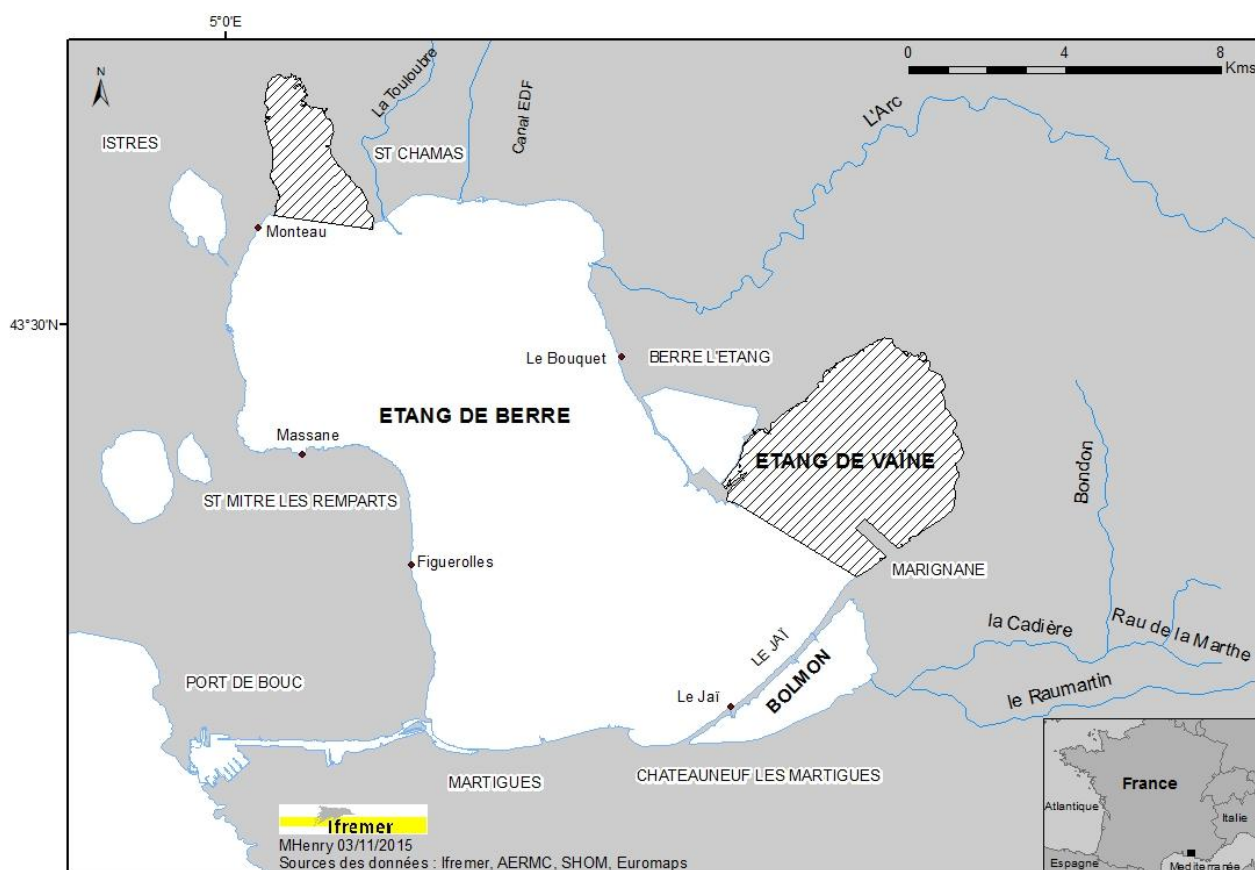 5°0'E
N
0 4 8
Kms
La Touloubre
Canal EDF
L'Arc
ISTRES
ST CHAMAS
Monteau
43°30'N
Le Bouquet
BERRE L'ETANG
ETANG DE BERRE
Massane
ETANG DE VAÏNE
Bondon
ST MITRE LES REMPARTS
Figuerolles
MARIGNANE
la Cadière
Rau de la Marthe
LE JAÏ
BOLMON
PORT DE BOUC
Le Jaï
le Raumartin
MARTIGUES
CHATEAUNEUF LES MARTIGUES
France
Atlantique
Italie
Espagne
Mediterranée
Ifremer
MHenry 03/11/2015
Sources des données : Ifremer, AERMC, SHOM, Euromaps